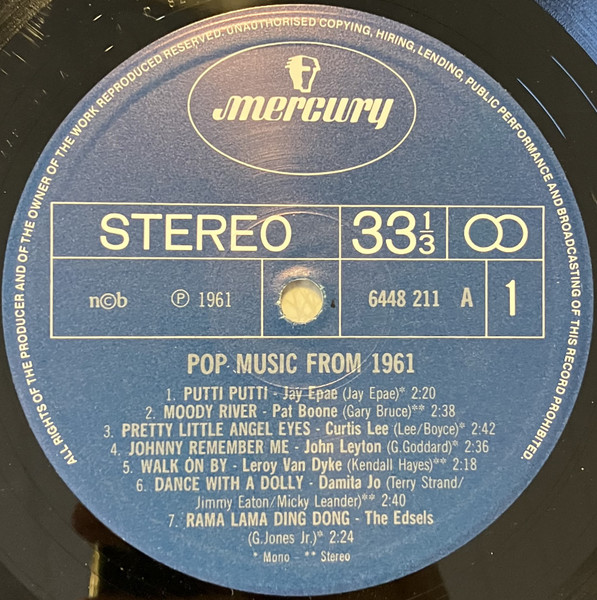 ALL RIGHTS OF THE PRODUCER AND OF THE OWNER OF THE WORK REPRODUCED RESERVED. UNAUTHORISED COPYING, HIRING, LENDING, PUBLIC PERFORMANCE AND BROADCASTING OF THIS RECORD PROHIBITED.
mercury
STEREO 33 1/3
n©b ℗ 1961 6448 211 A 1
POP MUSIC FROM 1961
1. PUTTI PUTTI - Jay Epae (Jay Epae)* 2:20
2. MOODY RIVER - Pat Boone (Gary Bruce)** 2:38
3. PRETTY LITTLE ANGEL EYES - Curtis Lee (Lee/Boyce)* 2:42
4. JOHNNY REMEMBER ME - John Leyton (G.Goddard)* 2:36
5. WALK ON BY - Leroy Van Dyke (Kendall Hayes)** 2:18
6. DANCE WITH A DOLLY - Damita Jo (Terry Strand/
Jimmy Eaton/Micky Leander)** 2:40
7. RAMA LAMA DING DONG - The Edsels
(G.Jones Jr.)* 2:24
* Mono - ** Stereo